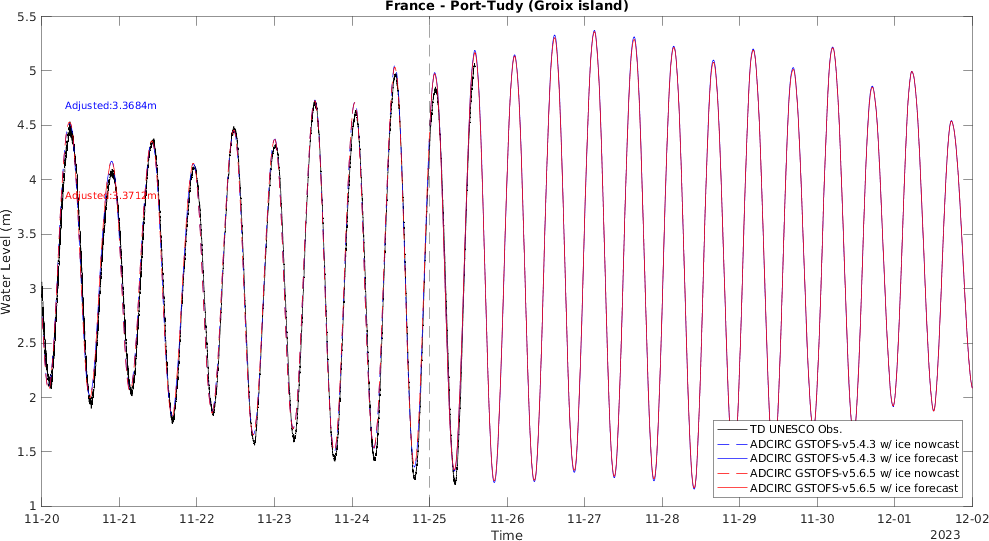 France - Port-Tudy (Groix island)
5.5
5
4.5
4
3.5
3
2.5
2
1.5
1
Water Level (m)
Adjusted:3.3684m
Adjusted:3.3712m
TD UNESCO Obs.
ADCIRC GSTOFS-v5.4.3 w/ ice nowcast
ADCIRC GSTOFS-v5.4.3 w/ ice forecast
ADCIRC GSTOFS-v5.6.5 w/ ice nowcast
ADCIRC GSTOFS-v5.6.5 w/ ice forecast
11-20 11-21 11-22 11-23 11-24 11-25 11-26 11-27 11-28 11-29 11-30 12-01 12-02
Time
2023